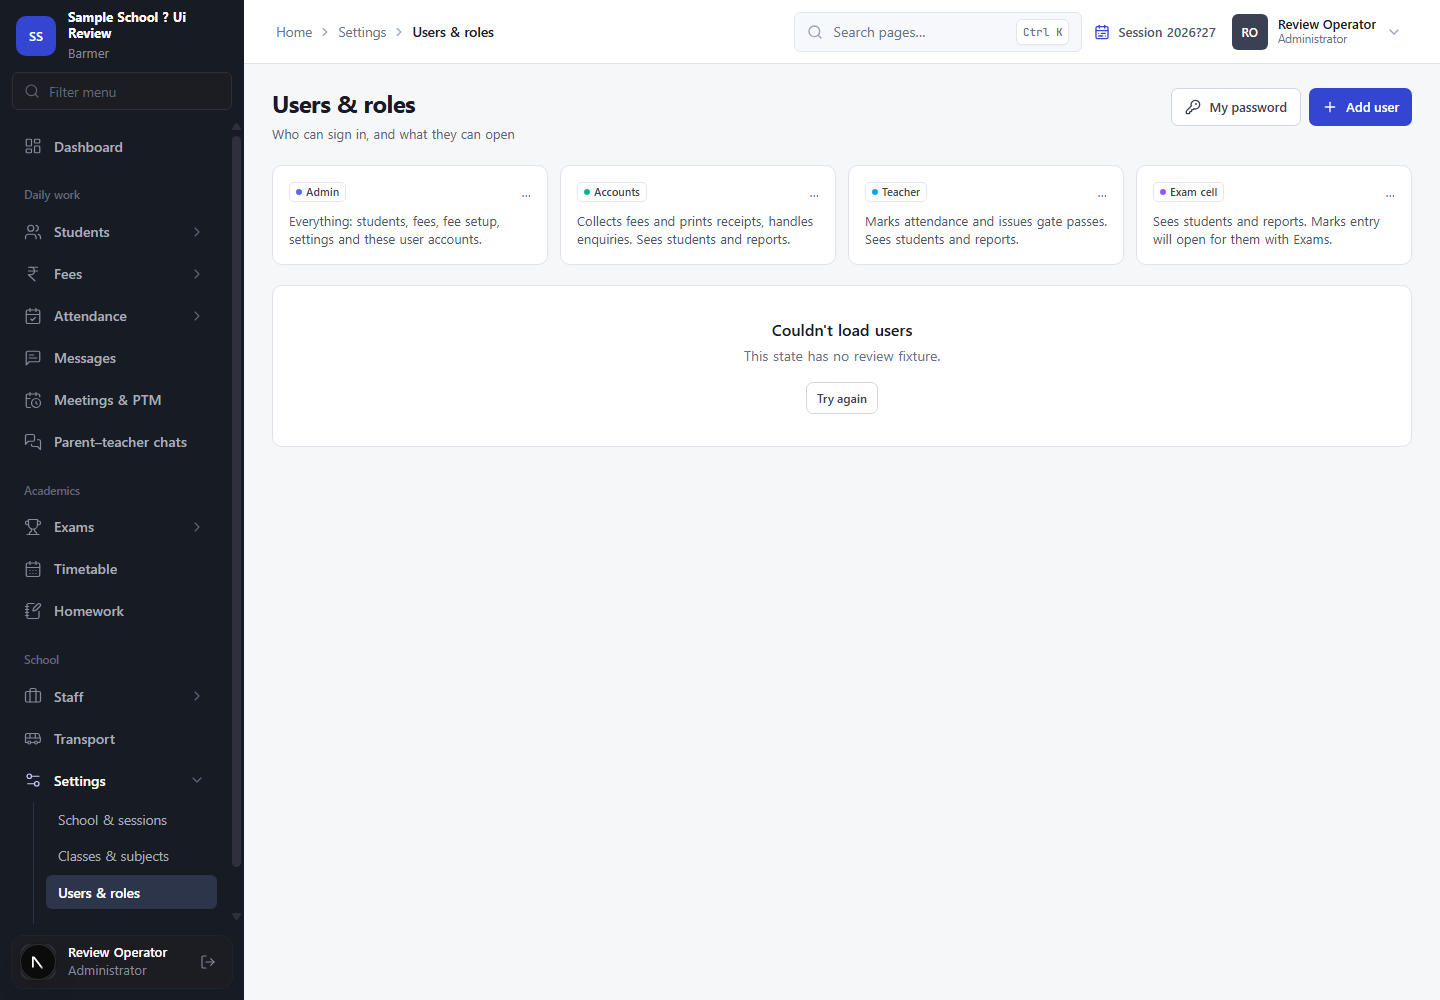 SS
Sample School ? Ui
Review
Barmer
Filter menu
Dashboard
Daily work
Students
Fees
Attendance
Messages
Meetings & PTM
Parent–teacher chats
Academics
Exams
Timetable
Homework
School
Staff
Transport
Settings
School & sessions
Classes & subjects
Users & roles
Review Operator
Administrator
Home
Settings
Users & roles
Search pages...
Ctrl K
Session 2026?27
RO
Review Operator
Administrator
Users & roles
Who can sign in, and what they can open
My password
Add user
Admin
...
Everything: students, fees, fee setup,
settings and these user accounts.
Accounts
...
Collects fees and prints receipts, handles
enquiries. Sees students and reports.
Teacher
...
Marks attendance and issues gate passes.
Sees students and reports.
Exam cell
...
Sees students and reports. Marks entry
will open for them with Exams.
Couldn't load users
This state has no review fixture.
Try again